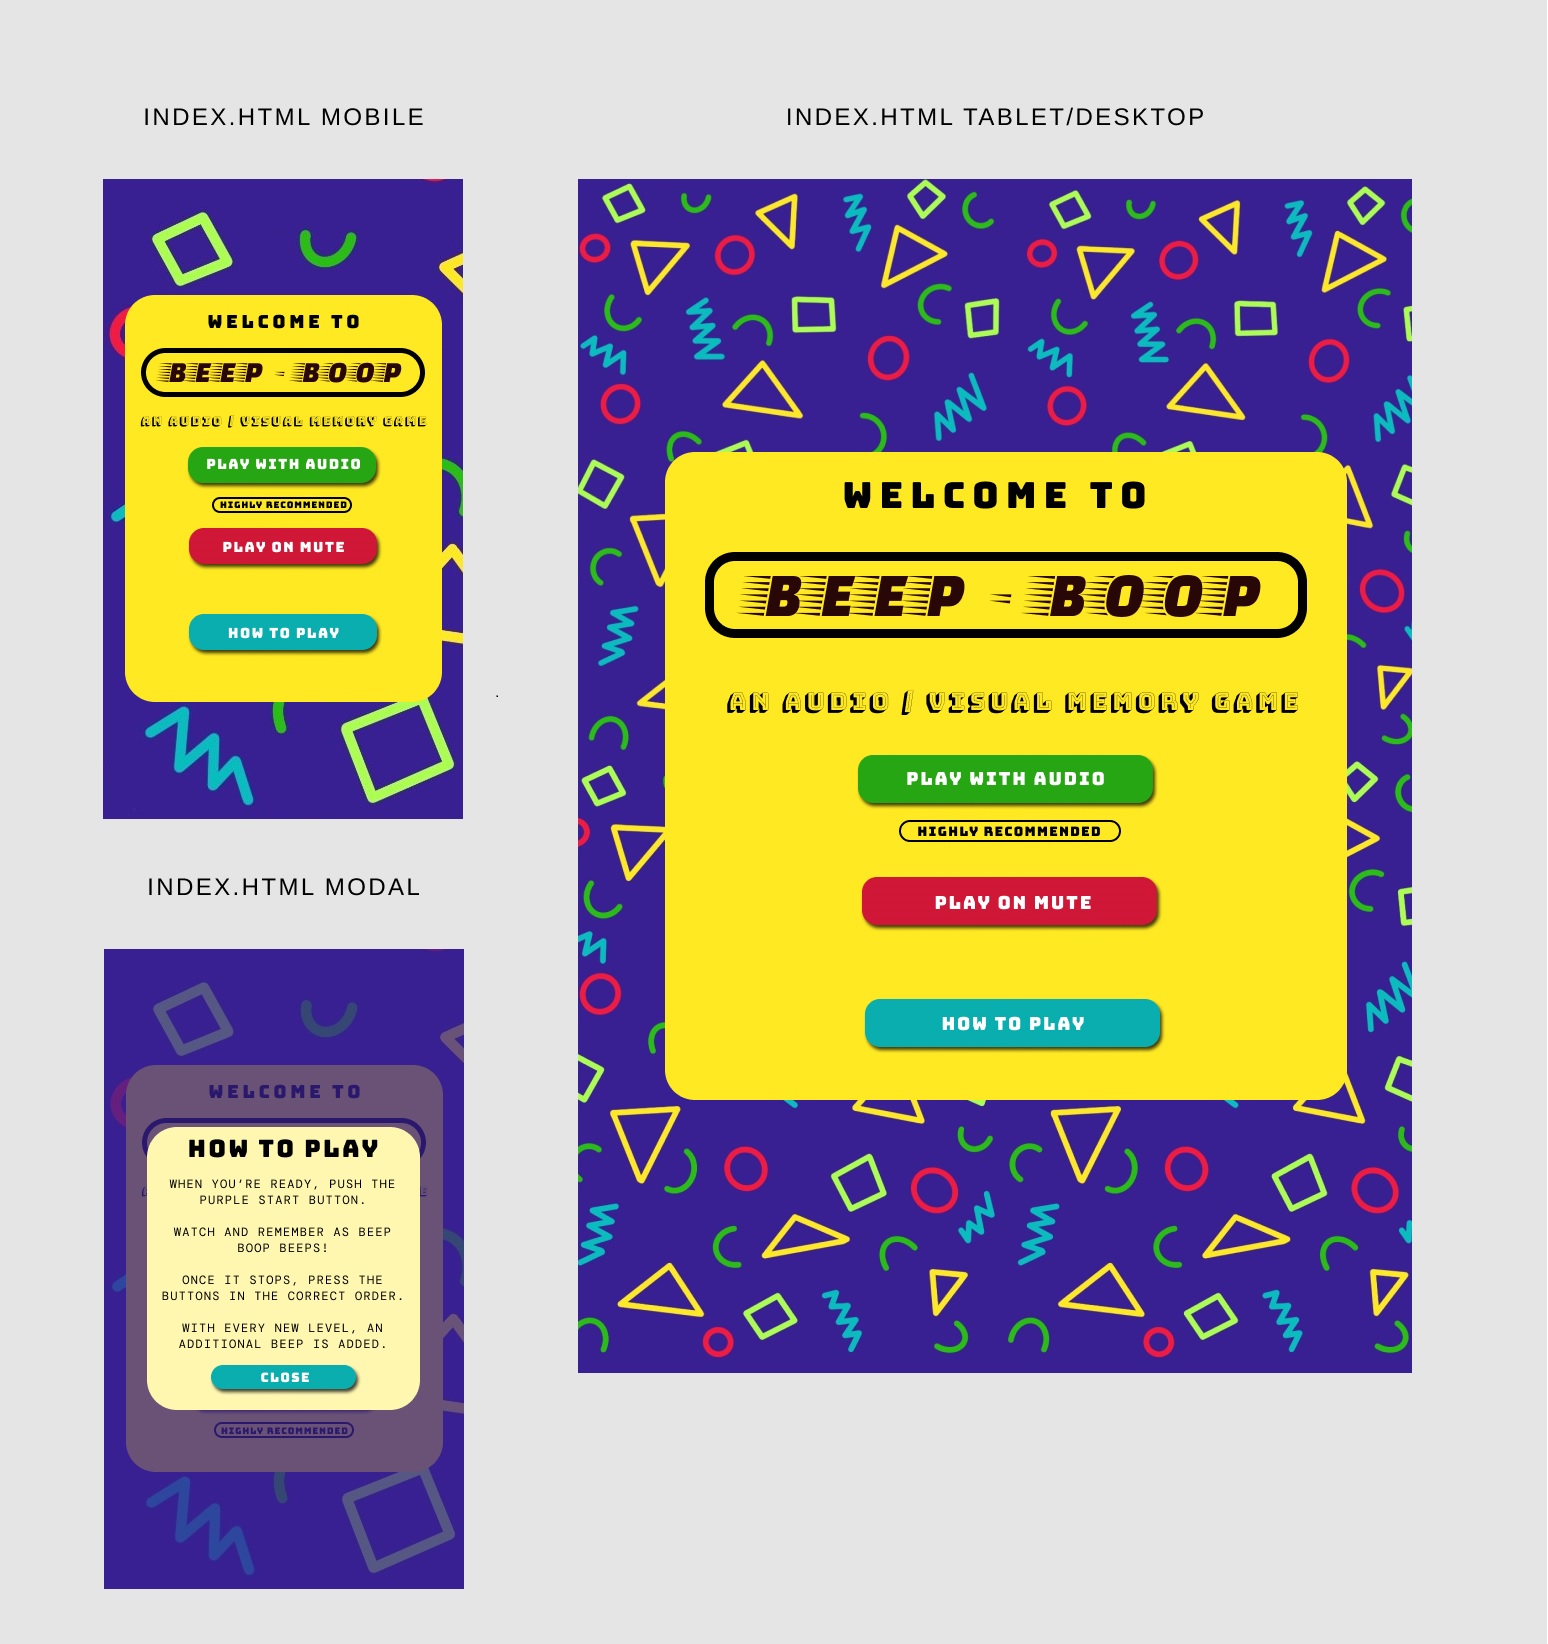 INDEX.HTML MOBILE
WELCOME TO
BEEP - BOOP
AN AUDIO / VISUAL MEMORY GAME
PLAY WITH AUDIO
HIGHLY RECOMMENDED
PLAY ON MUTE
HOW TO PLAY
INDEX.HTML MODAL
WELCOME TO
HOW TO PLAY
WHEN YOU'RE READY, PUSH THE
PURPLE START BUTTON.
WATCH AND REMEMBER AS BEEP
BOOP BEEPS!
ONCE IT STOPS, PRESS THE
BUTTONS IN THE CORRECT ORDER.
WITH EVERY NEW LEVEL, AN
ADDITIONAL BEEP IS ADDED.
CLOSE
HIGHLY RECOMMENDED
INDEX.HTML TABLET/DESKTOP
WELCOME TO
BEEP - BOOP
AN AUDIO / VISUAL MEMORY GAME
PLAY WITH AUDIO
HIGHLY RECOMMENDED
PLAY ON MUTE
HOW TO PLAY